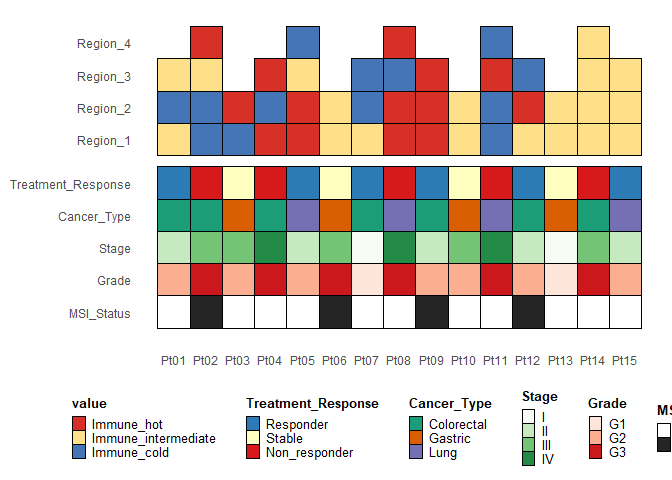 Region_4
Region_3
Region_2
Region_1
Treatment_Response
Cancer_Type
Stage
Grade
MSI_Status
Pt01 Pt02 Pt03 Pt04 Pt05 Pt06 Pt07 Pt08 Pt09 Pt10 Pt11 Pt12 Pt13 Pt14 Pt15
value
Immune_hot
Immune_intermediate
Immune_cold
Treatment_Response
Responder
Stable
Non_responder
Cancer_Type
Colorectal
Gastric
Lung
Stage
I
II
III
IV
Grade
G1
G2
G3